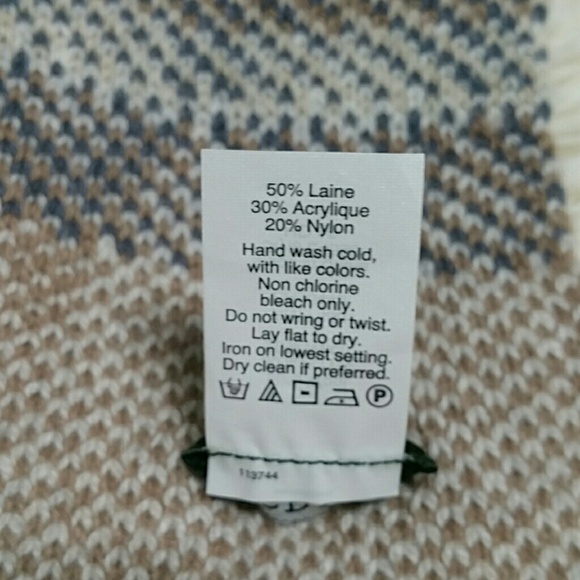 50% Laine
30% Acrylique
20% Nylon
Hand wash cold,
with like colors.
Non chlorine
bleach only.
Do not wring or twist.
Lay flat to dry.
Iron on lowest setting.
Dry clean if preferred.
P
113744